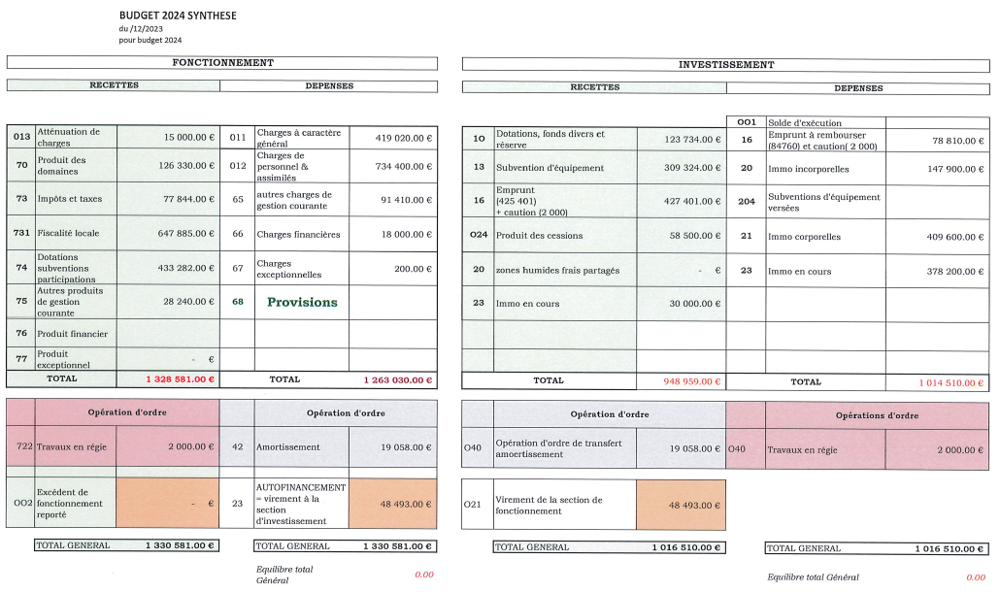 BUDGET 2024 SYNTHESE
du /12/2023
pour budget 2024
FONCTIONNEMENT
RECETTES DEPENSES
013 Atténuation de charges 15 000.00 € 011 Charges à caractère général 419 020.00 €
70 Produit des domaines 126 330.00 € 012 Charges de personnel & assimilés 734 400.00 €
73 Impôts et taxes 77 844.00 € 65 autres charges de gestion courante 91 410.00 €
731 Fiscalité locale 647 885.00 € 66 Charges financières 18 000.00 €
74 Dotations subventions participations 433 282.00 € 67 Charges exceptionnelles 200.00 €
75 Autres produits de gestion courante 28 240.00 € 68 Provisions
76 Produit financier
77 Produit exceptionnel - €
TOTAL 1 328 581.00 € TOTAL 1 263 030.00 €
Opération d'ordre Opération d'ordre
722 Travaux en régie 2 000.00 € 42 Amortissement 19 058.00 €
OO2 Excédent de fonctionnement reporté - € 23 AUTOFINANCEMENT = virement à la section d'investissement 48 493.00 €
TOTAL GENERAL 1 330 581.00 € TOTAL GENERAL 1 330 581.00 €
Equilibre total Général 0.00
INVESTISSEMENT
RECETTES DEPENSES
OO1 Solde d'exécution
10 Dotations, fonds divers et réserve 123 734.00 € 16 Emprunt à rembourser (84760) et caution( 2 000) 78 810.00 €
13 Subvention d'équipement 309 324.00 € 20 Immo incorporelles 147 900.00 €
16 Emprunt (425 401) + caution (2 000) 427 401.00 € 204 Subventions d'équipement versées
O24 Produit des cessions 58 500.00 € 21 Immo corporelles 409 600.00 €
20 zones humides frais partagés - € 23 Immo en cours 378 200.00 €
23 Immo en cours 30 000.00 €
TOTAL 948 959.00 € TOTAL 1 014 510.00 €
Opération d'ordre Opérations d'ordre
O40 Opération d'ordre de transfert amoertissement 19 058.00 € O40 Travaux en régie 2 000.00 €
O21 Virement de la section de fonctionnement 48 493.00 €
TOTAL GENERAL 1 016 510.00 € TOTAL GENERAL 1 016 510.00 €
Equilibre total Général 0.00